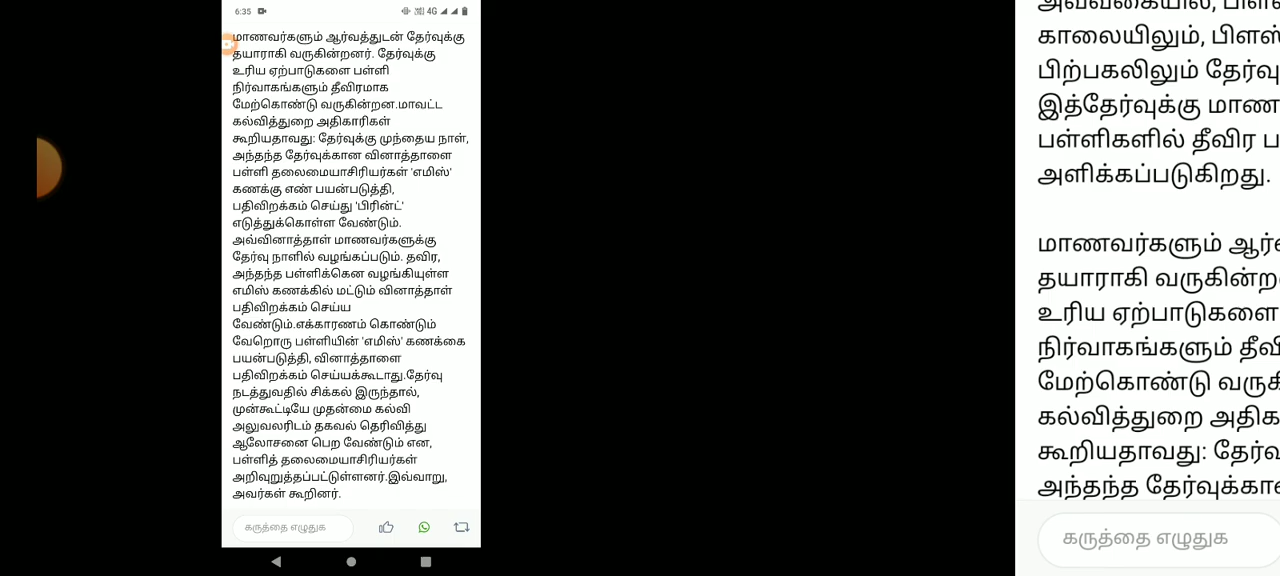 6:35
4G
மாணவர்களும் ஆர்வத்துடன் தேர்வுக்கு
தயாராகி வருகின்றனர். தேர்வுக்கு
உரிய ஏற்பாடுகளை பள்ளி
நிர்வாகங்களும் தீவிரமாக
மேற்கொண்டு வருகின்றன.மாவட்ட
கல்வித்துறை அதிகாரிகள்
கூறியதாவது: தேர்வுக்கு முந்தைய நாள்,
அந்தந்த தேர்வுக்கான வினாத்தாளை
பள்ளி தலைமையாசிரியர்கள் 'எமிஸ்'
கணக்கு எண் பயன்படுத்தி,
பதிவிறக்கம் செய்து 'பிரின்ட்'
எடுத்துக்கொள்ள வேண்டும்.
அவ்வினாத்தாள் மாணவர்களுக்கு
தேர்வு நாளில் வழங்கப்படும். தவிர,
அந்தந்த பள்ளிக்கென வழங்கியுள்ள
எமிஸ் கணக்கில் மட்டும் வினாத்தாள்
பதிவிறக்கம் செய்ய
வேண்டும்.எக்காரணம் கொண்டும்
வேறொரு பள்ளியின் 'எமிஸ்' கணக்கை
பயன்படுத்தி, வினாத்தாளை
பதிவிறக்கம் செய்யக்கூடாது.தேர்வு
நடத்துவதில் சிக்கல் இருந்தால்,
முன்கூட்டியே முதன்மை கல்வி
அலுவலரிடம் தகவல் தெரிவித்து
ஆலோசனை பெற வேண்டும் என,
பள்ளித் தலைமையாசிரியர்கள்
அறிவுறுத்தப்பட்டுள்ளனர்.இவ்வாறு,
அவர்கள் கூறினர்.
கருத்தை எழுதுக
காலையிலும், பிளஸ்
பிற்பகலிலும் தேர்வு
இத்தேர்வுக்கு மாண
பள்ளிகளில் தீவிர ப
அளிக்கப்படுகிறது.
மாணவர்களும் ஆர்வ
தயாராகி வருகின்ற
உரிய ஏற்பாடுகளை
நிர்வாகங்களும் தீவி
மேற்கொண்டு வருகி
கல்வித்துறை அதிக
கூறியதாவது: தேர்வு
அந்தந்த தேர்வுக்கா
கருத்தை எழுதுக